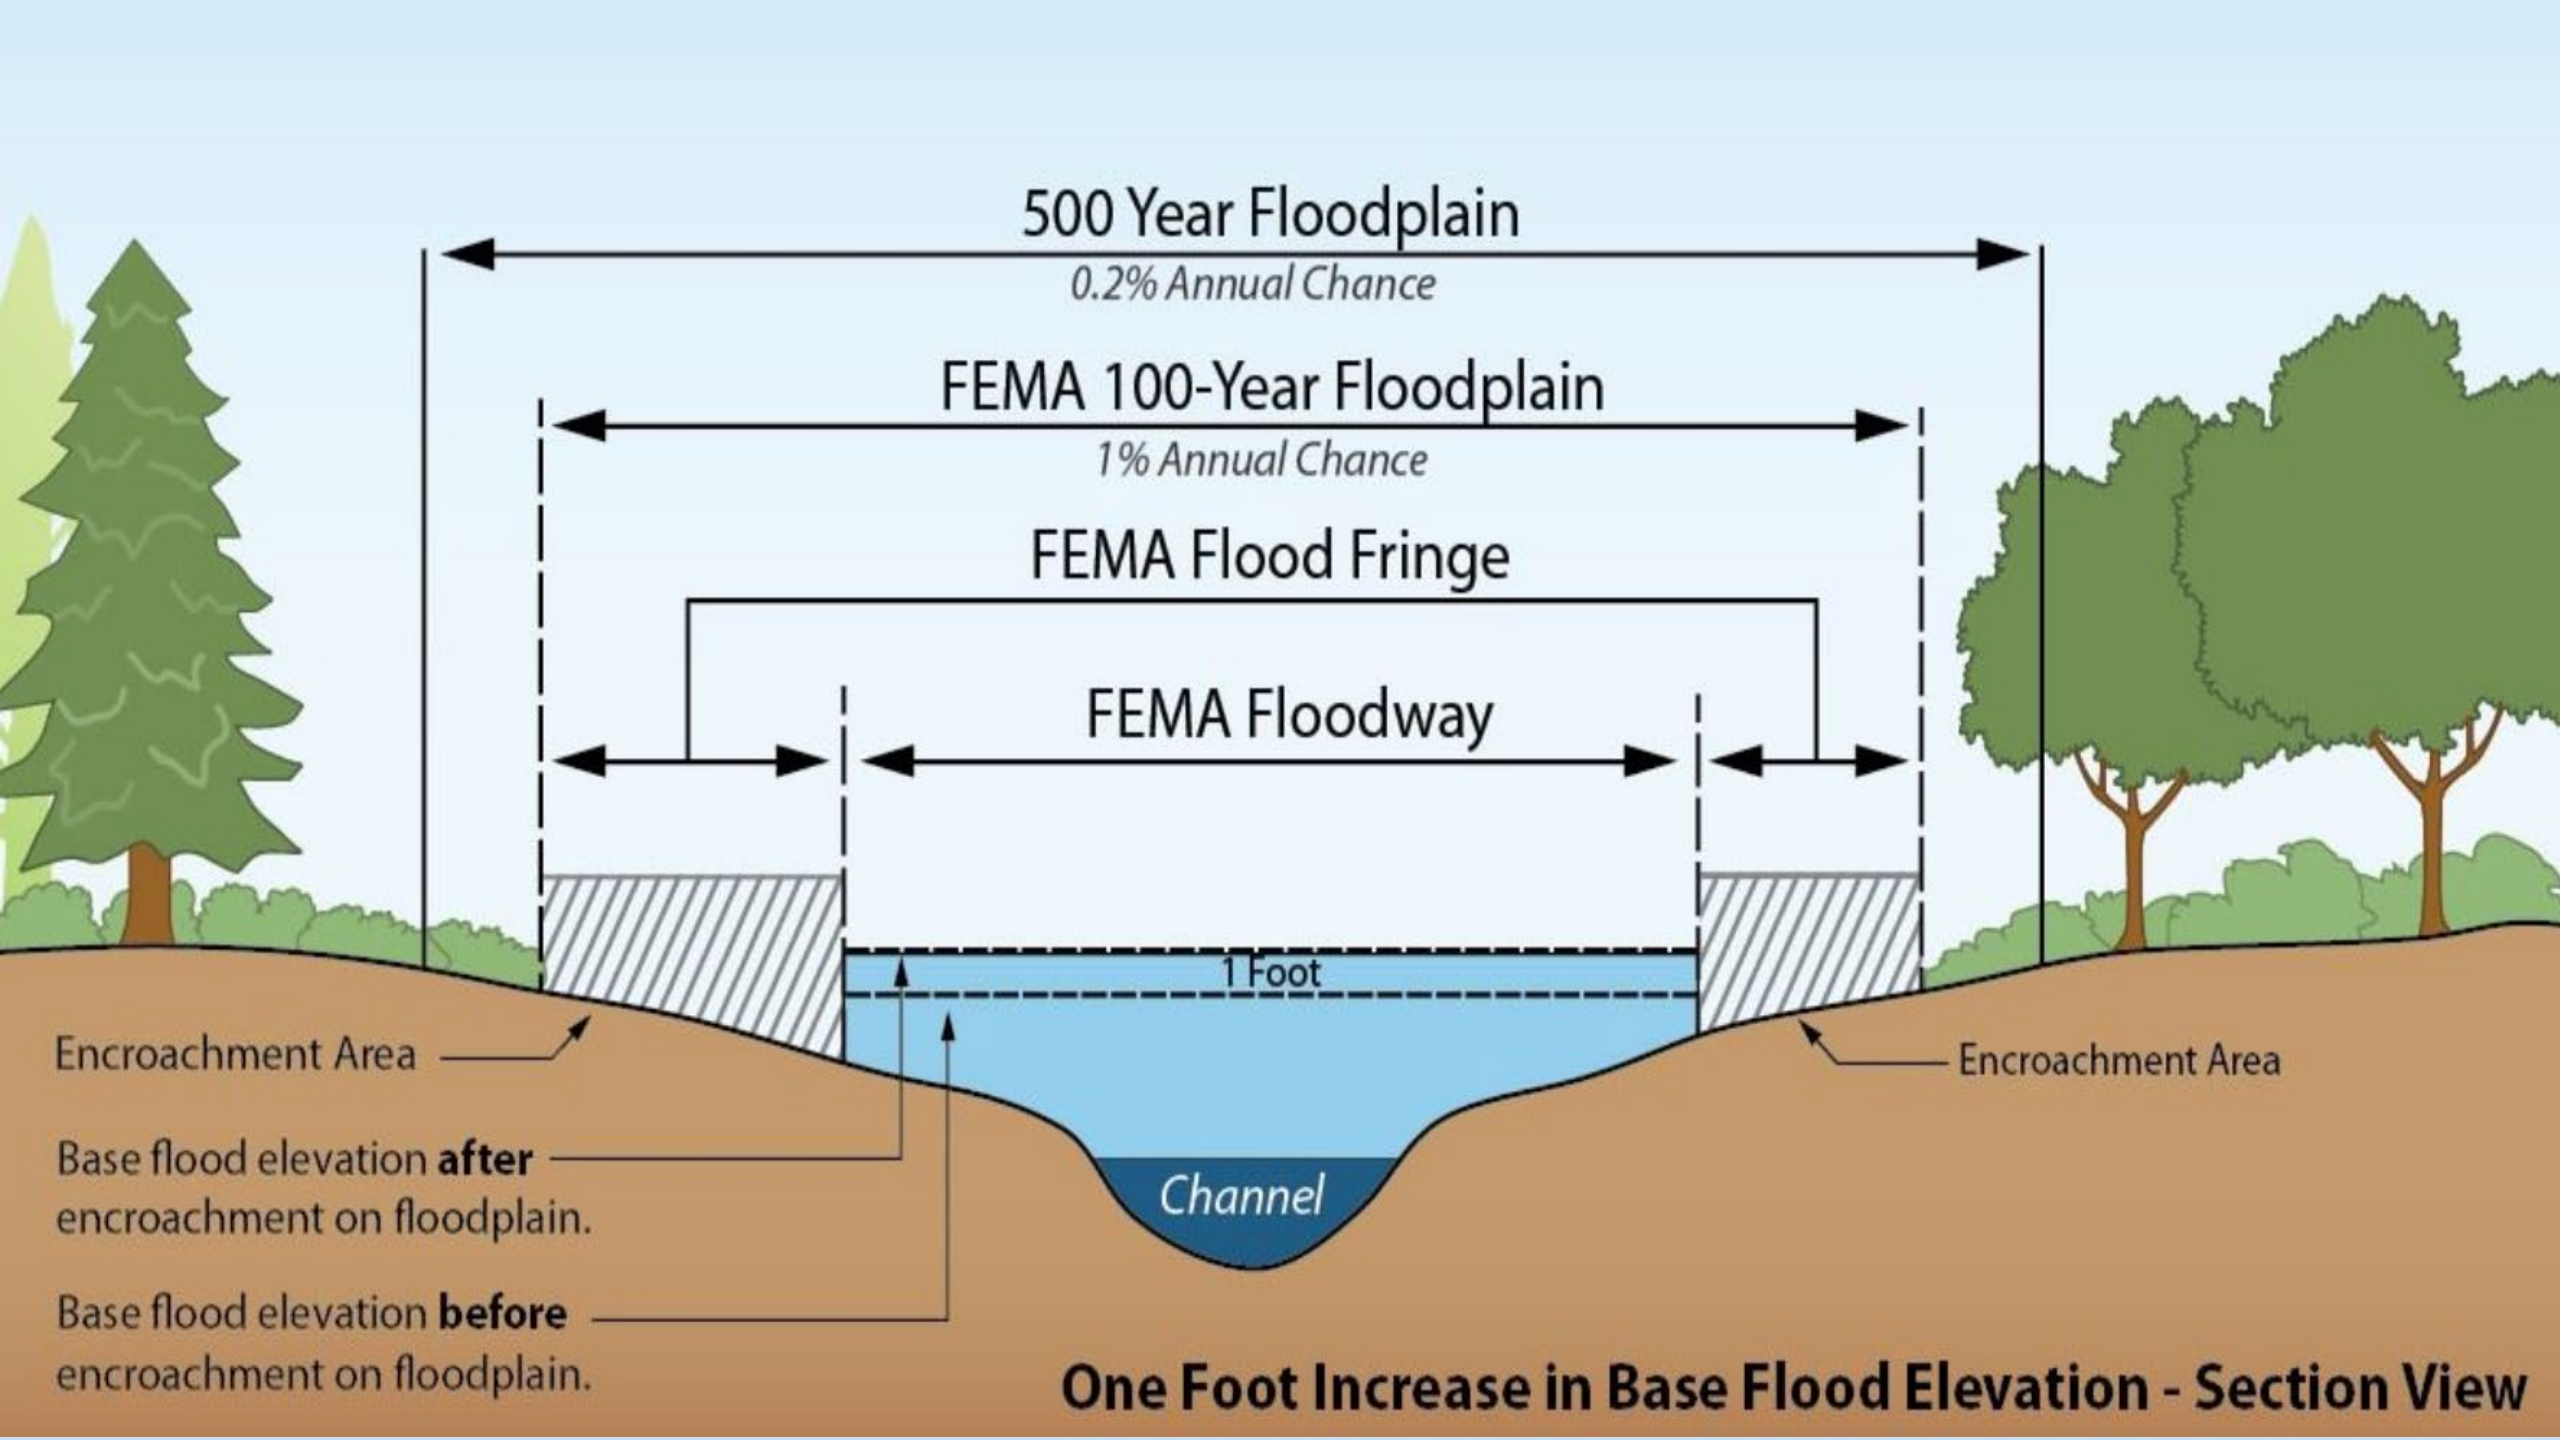 500 Year Floodplain
0.2% Annual Chance
FEMA 100-Year Floodplain
1% Annual Chance
FEMA Flood Fringe
FEMA Floodway
1 Foot
Encroachment Area
Encroachment Area
Base flood elevation after
encroachment on floodplain.
Channel
Base flood elevation before
encroachment on floodplain.
One Foot Increase in Base Flood Elevation - Section View